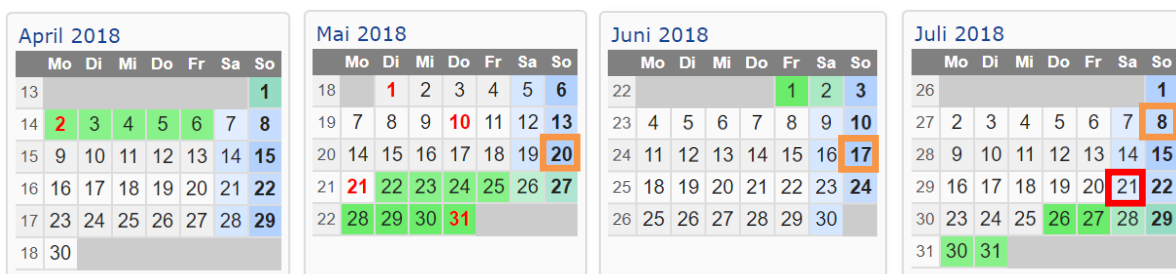 April 2018
Mo Di Mi Do Fr Sa So
13 1
14 2 3 4 5 6 7 8
15 9 10 11 12 13 14 15
16 16 17 18 19 20 21 22
17 23 24 25 26 27 28 29
18 30
Mai 2018
Mo Di Mi Do Fr Sa So
18 1 2 3 4 5 6
19 7 8 9 10 11 12 13
20 14 15 16 17 18 19 20
21 21 22 23 24 25 26 27
22 28 29 30 31
Juni 2018
Mo Di Mi Do Fr Sa So
22 1 2 3
23 4 5 6 7 8 9 10
24 11 12 13 14 15 16 17
25 18 19 20 21 22 23 24
26 25 26 27 28 29 30
Juli 2018
Mo Di Mi Do Fr Sa So
26 1
27 2 3 4 5 6 7 8
28 9 10 11 12 13 14 15
29 16 17 18 19 20 21 22
30 23 24 25 26 27 28 29
31 30 31